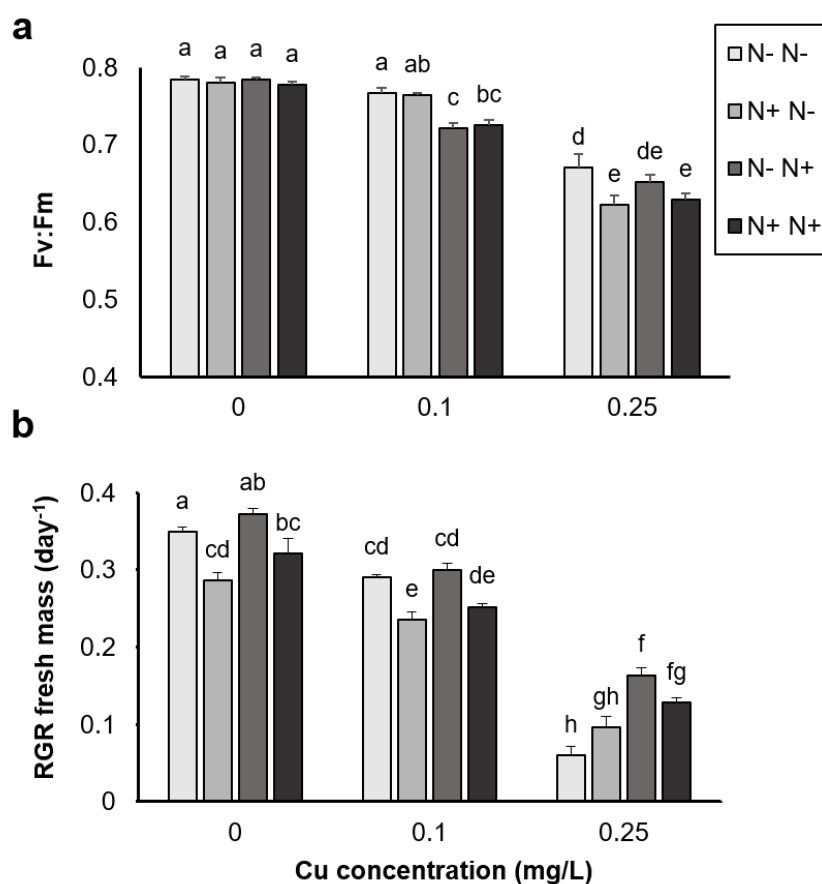 a
a a a a
a ab c bc
d e de e
N- N-
N+ N-
N- N+
N+ N+
Fv:Fm
0.8
0.7
0.6
0.5
0.4
0 0.1 0.25
b
a cd ab bc
cd e cd de
h gh f fg
RGR fresh mass (day⁻¹)
0.4
0.3
0.2
0.1
0
0 0.1 0.25
Cu concentration (mg/L)